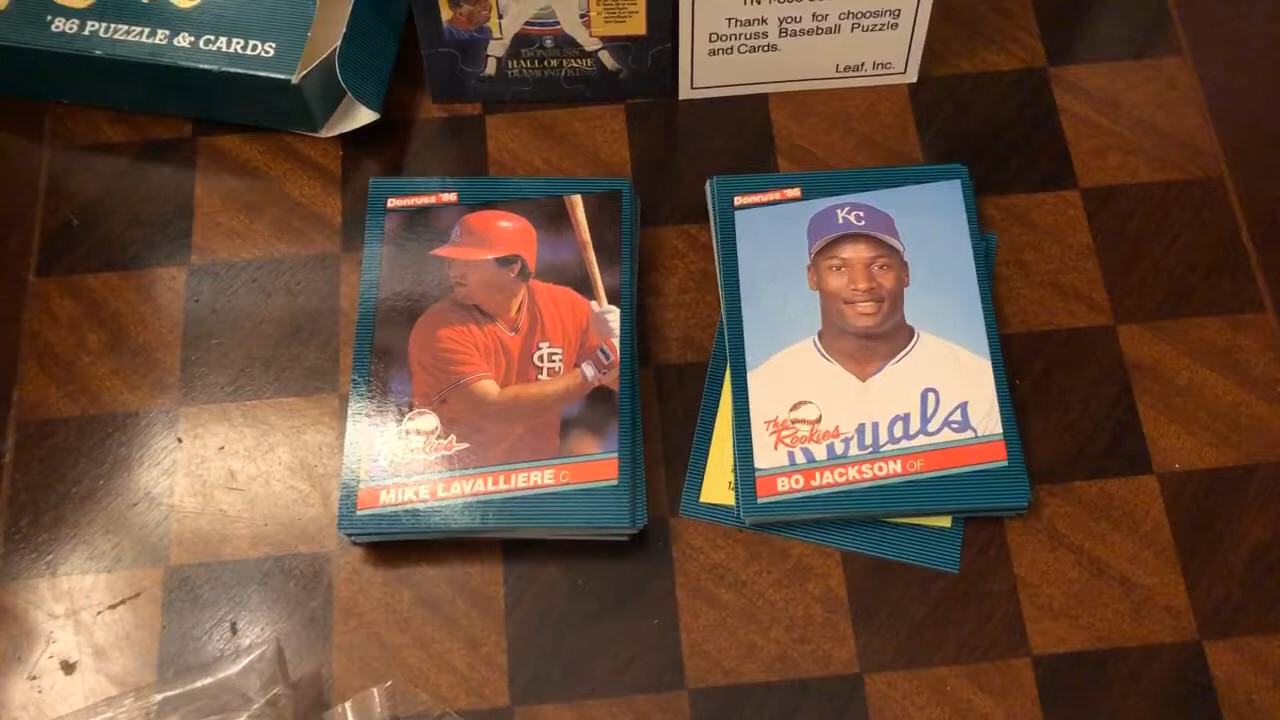 '86 PUZZLE & CARDS
DONRUSS
HALL OF FAME
DIAMOND KING
Thank you for choosing
Donruss Baseball Puzzle
and Cards.
Leaf, Inc.
Donruss '86
The Rookies
MIKE LAVALLIERE C
Donruss '86
KC
Royals
The Rookies
BO JACKSON OF